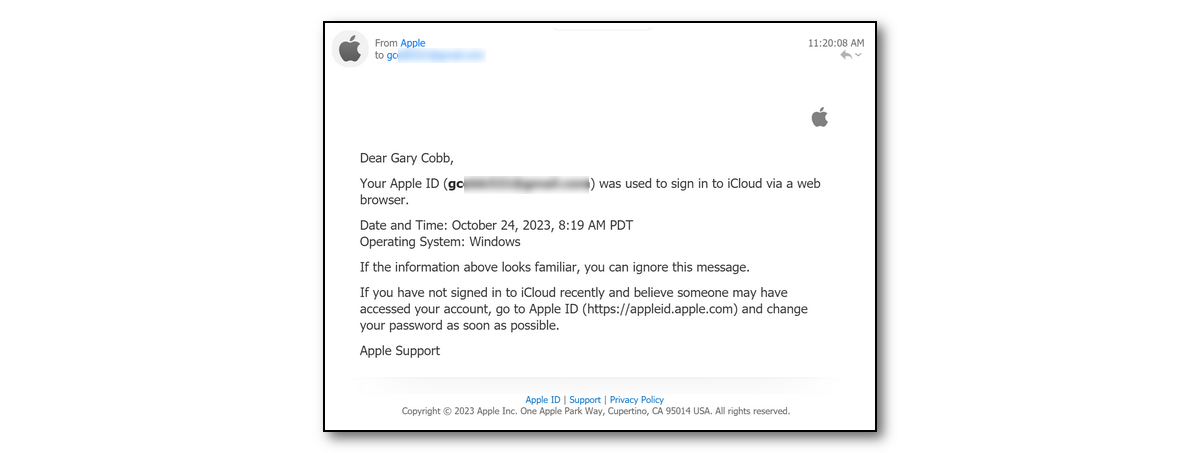 From Apple
11:20:08 AM
to gc
Dear Gary Cobb,
Your Apple ID (gc ) was used to sign in to iCloud via a web
browser.
Date and Time: October 24, 2023, 8:19 AM PDT
Operating System: Windows
If the information above looks familiar, you can ignore this message.
If you have not signed in to iCloud recently and believe someone may have
accessed your account, go to Apple ID (https://appleid.apple.com) and change
your password as soon as possible.
Apple Support
Apple ID | Support | Privacy Policy
Copyright © 2023 Apple Inc. One Apple Park Way, Cupertino, CA 95014 USA. All rights reserved.